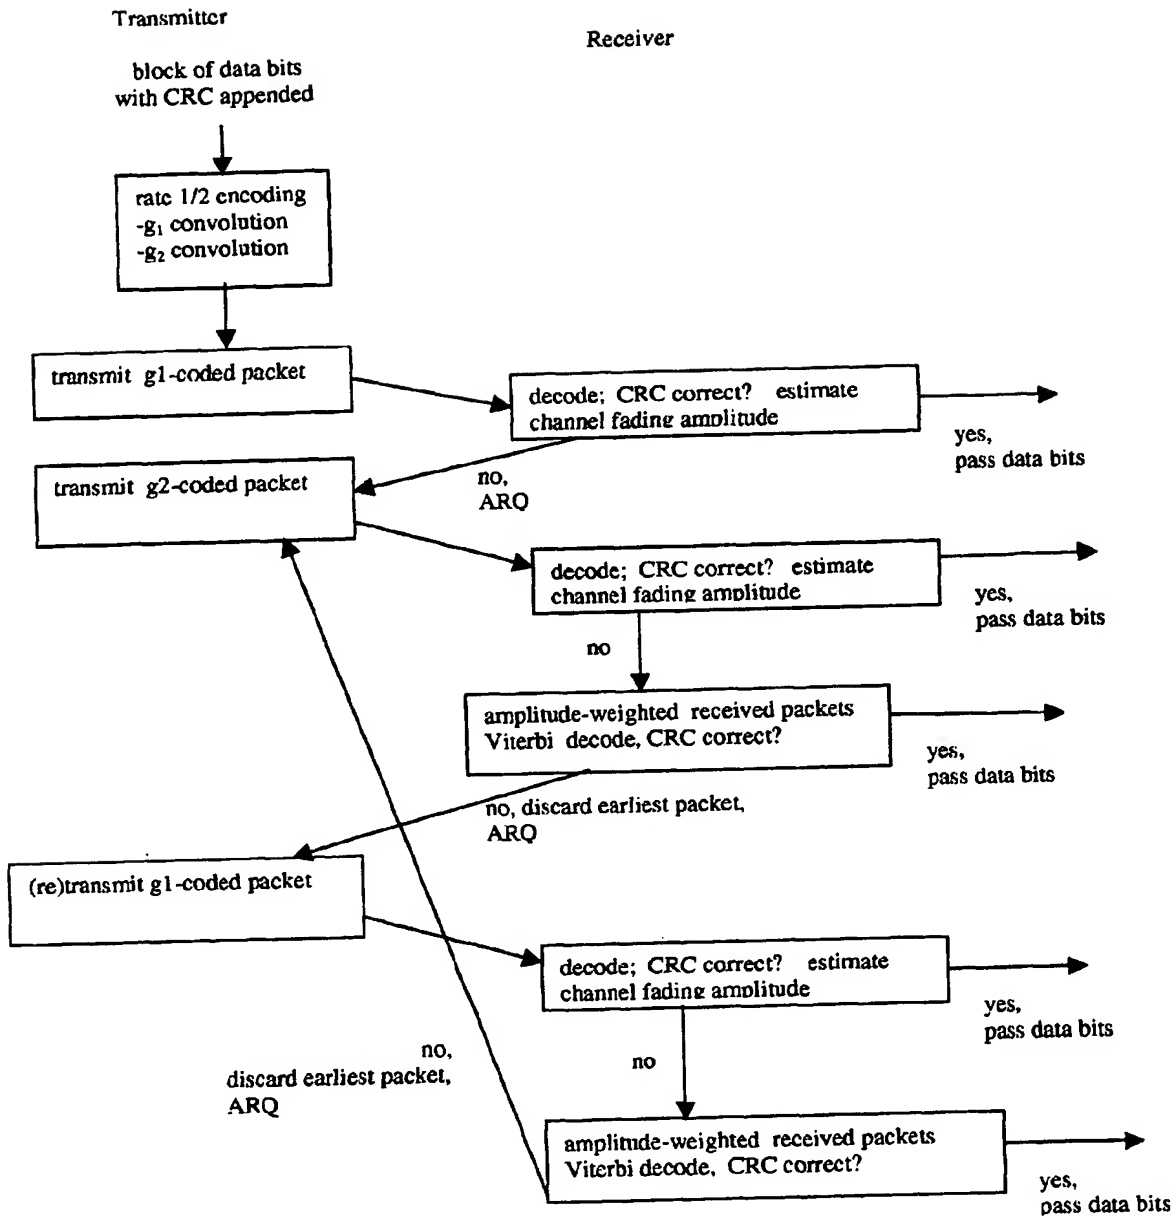 Transmitter
Receiver
block of data bits
with CRC appended
rate 1/2 encoding
-g₁ convolution
-g₂ convolution
transmit g1-coded packet
decode; CRC correct? estimate
channel fading amplitude
yes,
pass data bits
no,
ARQ
transmit g2-coded packet
decode; CRC correct? estimate
channel fading amplitude
yes,
pass data bits
no
amplitude-weighted received packets
Viterbi decode, CRC correct?
yes,
pass data bits
no, discard earliest packet,
ARQ
(re)transmit g1-coded packet
decode; CRC correct? estimate
channel fading amplitude
yes,
pass data bits
no
no,
discard earliest packet,
ARQ
amplitude-weighted received packets
Viterbi decode, CRC correct?
yes,
pass data bits